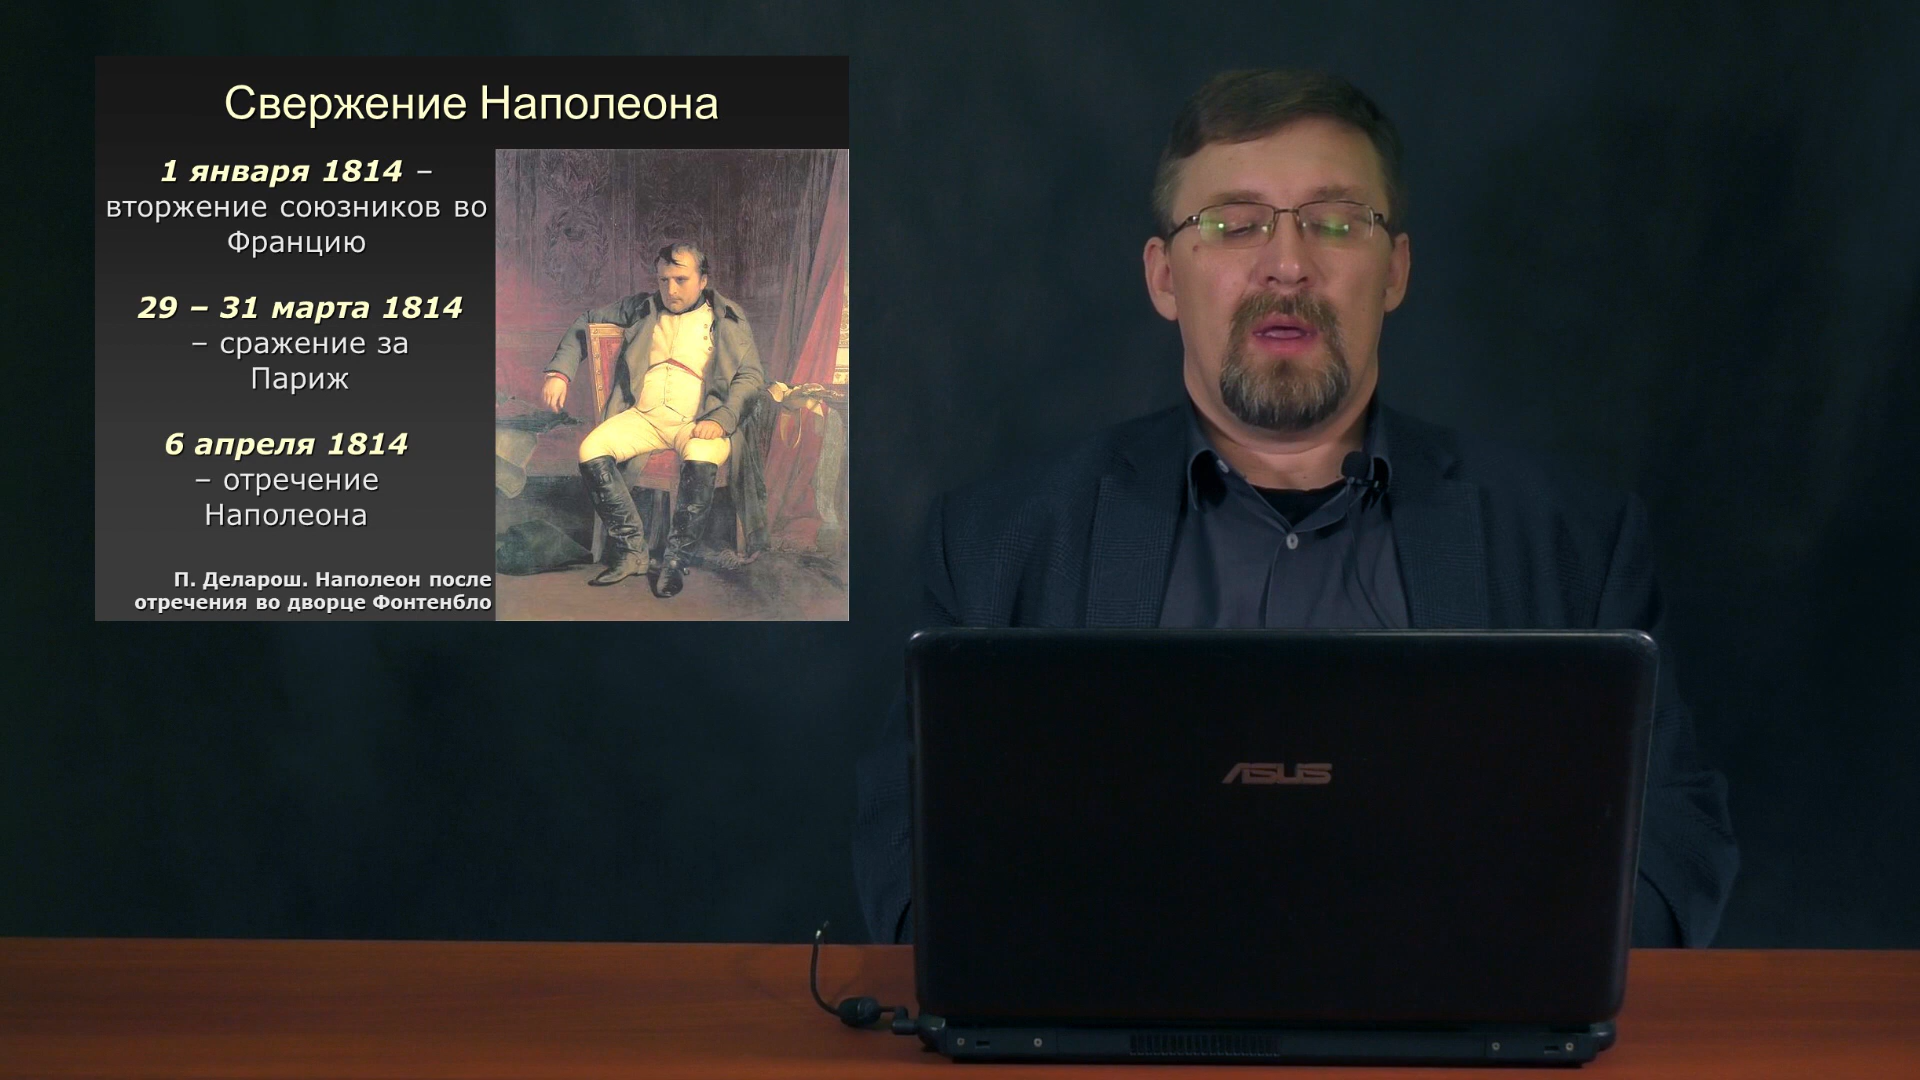 Свержение Наполеона
1 января 1814 –
вторжение союзников во
Францию
29 – 31 марта 1814
– сражение за
Париж
6 апреля 1814
– отречение
Наполеона
П. Деларош. Наполеон после
отречения во дворце Фонтенбло
ASUS